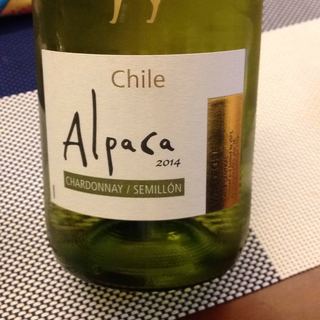 Chile
Alpaca
2014
CHARDONNAY / SEMILLÓN